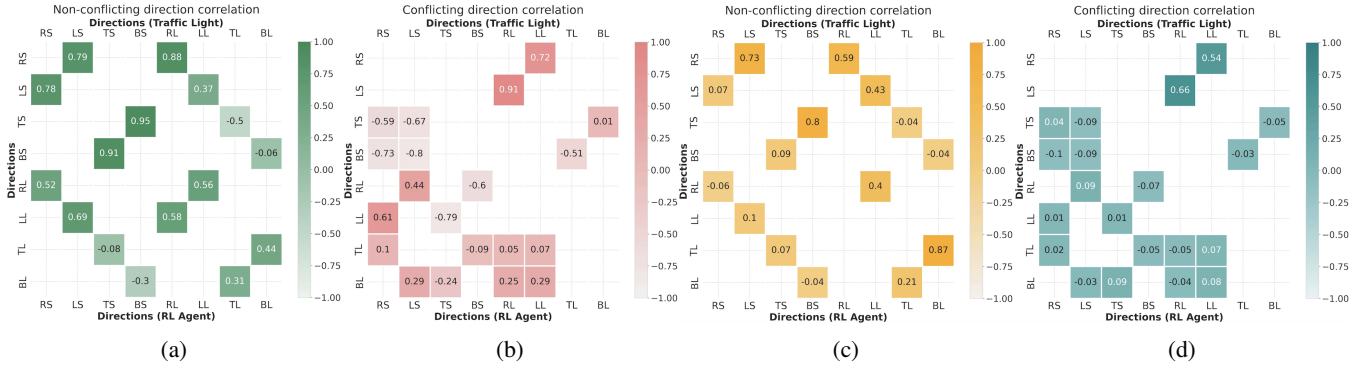 Non-conflicting direction correlation
Directions (Traffic Light)
RS LS TS BS RL LL TL BL
RS 0.79 0.88
LS 0.78 0.37
TS 0.95 -0.5
BS 0.91 -0.06
RL 0.52 0.56
LL 0.69 0.58
TL -0.08 0.44
BL -0.3 0.31
RS LS TS BS RL LL TL BL
Directions (RL Agent)
Directions
1.00
0.75
0.50
0.25
0.00
−0.25
−0.50
−0.75
−1.00
(a)
Conflicting direction correlation
Directions (Traffic Light)
RS LS TS BS RL LL TL BL
RS 0.72
LS 0.91
TS -0.59 -0.67 0.01
BS -0.73 -0.8 -0.51
RL 0.44 -0.6
LL 0.61 -0.79
TL 0.1 -0.09 0.05 0.07
BL 0.29 -0.24 0.25 0.29
RS LS TS BS RL LL TL BL
Directions (RL Agent)
Directions
1.00
0.75
0.50
0.25
0.00
−0.25
−0.50
−0.75
−1.00
(b)
Non-conflicting direction correlation
Directions (Traffic Light)
RS LS TS BS RL LL TL BL
RS 0.73 0.59
LS 0.07 0.43
TS 0.8 -0.04
BS 0.09 -0.04
RL -0.06 0.4
LL 0.1
TL 0.07 0.87
BL -0.04 0.21
RS LS TS BS RL LL TL BL
Directions (RL Agent)
Directions
1.00
0.75
0.50
0.25
0.00
−0.25
−0.50
−0.75
−1.00
(c)
Conflicting direction correlation
Directions (Traffic Light)
RS LS TS BS RL LL TL BL
RS 0.54
LS 0.66
TS 0.04 -0.09 -0.05
BS -0.1 -0.09 -0.03
RL 0.09 -0.07
LL 0.01 0.01
TL 0.02 -0.05 -0.05 0.07
BL -0.03 0.09 -0.04 0.08
RS LS TS BS RL LL TL BL
Directions (RL Agent)
Directions
1.00
0.75
0.50
0.25
0.00
−0.25
−0.50
−0.75
−1.00
(d)